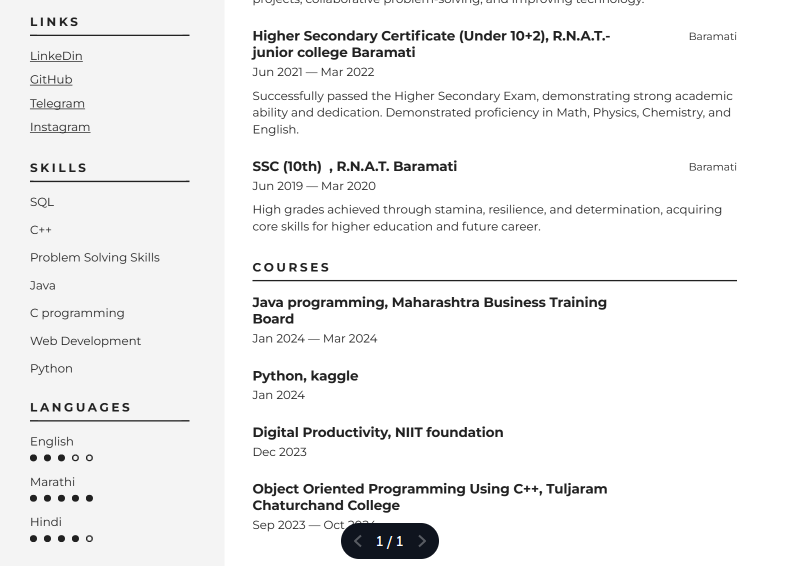 LINKS
LinkeDin
GitHub
Telegram
Instagram
SKILLS
SQL
C++
Problem Solving Skills
Java
C programming
Web Development
Python
LANGUAGES
English
Marathi
Hindi
projects, collaborative problem-solving, and improving technology.
Higher Secondary Certificate (Under 10+2), R.N.A.T.- Baramati
junior college Baramati
Jun 2021 — Mar 2022
Successfully passed the Higher Secondary Exam, demonstrating strong academic
ability and dedication. Demonstrated proficiency in Math, Physics, Chemistry, and
English.
SSC (10th) , R.N.A.T. Baramati Baramati
Jun 2019 — Mar 2020
High grades achieved through stamina, resilience, and determination, acquiring
core skills for higher education and future career.
COURSES
Java programming, Maharashtra Business Training
Board
Jan 2024 — Mar 2024
Python, kaggle
Jan 2024
Digital Productivity, NIIT foundation
Dec 2023
Object Oriented Programming Using C++, Tuljaram
Chaturchand College
Sep 2023 — Oct
1 / 1